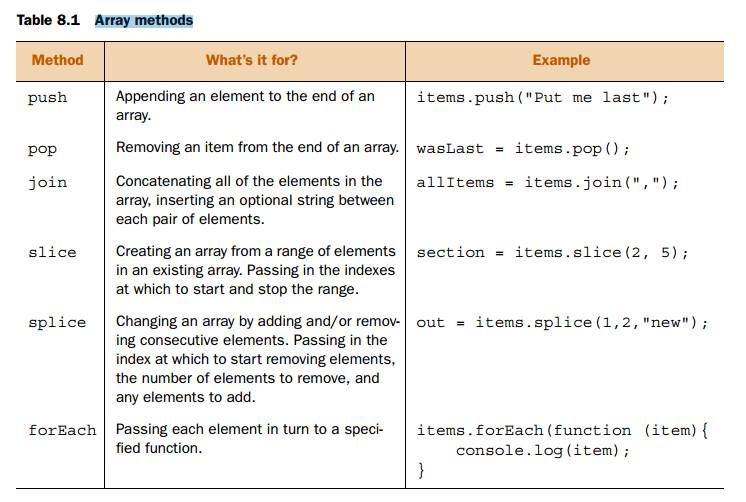 Table 8.1 Array methods
Method What's it for? Example
push Appending an element to the end of an items.push("Put me last");
array.
pop Removing an item from the end of an array. wasLast = items.pop();
join Concatenating all of the elements in the allItems = items.join(",");
array, inserting an optional string between
each pair of elements.
slice Creating an array from a range of elements section = items.slice(2, 5);
in an existing array. Passing in the indexes
at which to start and stop the range.
splice Changing an array by adding and/or remov- out = items.splice(1,2,"new");
ing consecutive elements. Passing in the
index at which to start removing elements,
the number of elements to remove, and
any elements to add.
forEach Passing each element in turn to a speci- items.forEach(function (item){
fied function. console.log(item);
}